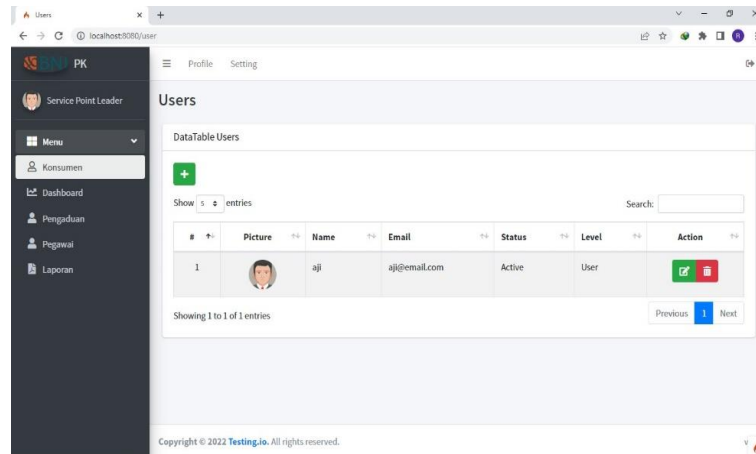 Users
localhost:8080/user
BNI PK
Profile Setting
Service Point Leader
Users
Menu
DataTable Users
Konsumen
Dashboard
Pengaduan
Pegawai
Laporan
Show 5 entries
Search:
# Picture Name Email Status Level Action
1 aji aji@email.com Active User
Showing 1 to 1 of 1 entries
Previous 1 Next
Copyright © 2022 Testing.io. All rights reserved.